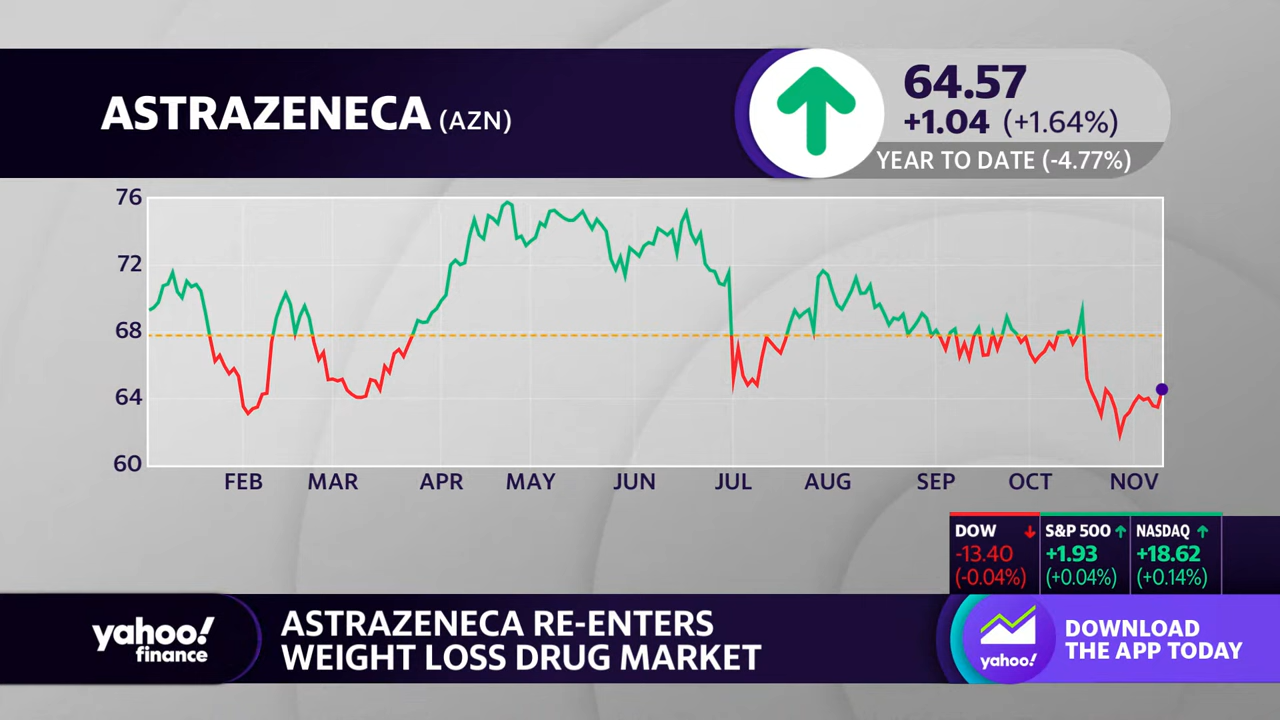 ASTRAZENECA (AZN)
64.57
+1.04 (+1.64%)
YEAR TO DATE (-4.77%)
76
72
68
64
60
FEB MAR APR MAY JUN JUL AUG SEP OCT NOV
DOW S&P 500 NASDAQ
-13.40 +1.93 +18.62
(-0.04%) (+0.04%) (+0.14%)
yahoo!
finance
ASTRAZENECA RE-ENTERS
WEIGHT LOSS DRUG MARKET
yahoo!
DOWNLOAD
THE APP TODAY